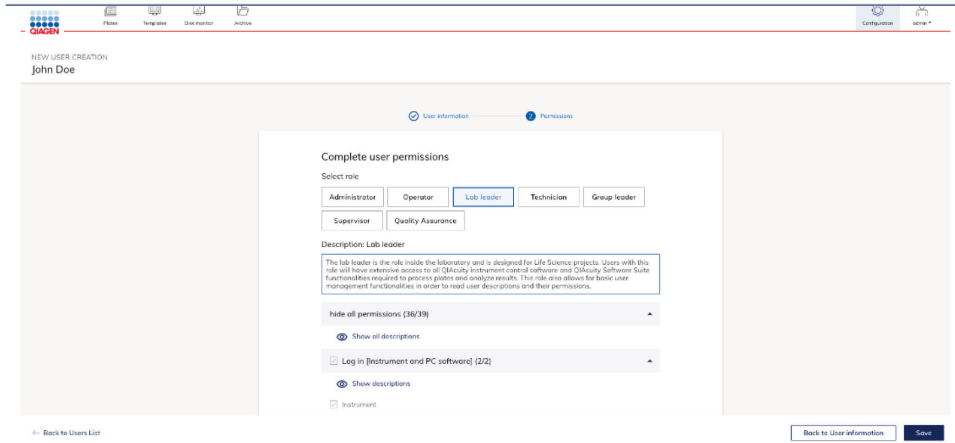 QIAGEN
Plates
Templates
Disk monitor
Archive
Configuration
admin
NEW USER CREATION
John Doe
User information
2 Permissions
Complete user permissions
Select role
Administrator
Operator
Lab leader
Technician
Group leader
Supervisor
Quality Assurance
Description: Lab leader
The lab leader is the role inside the laboratory and is designed for Life Science projects. Users with this
role will have extensive access to all QIAcuity instrument control software and QIAcuity Software Suite
functionalities required to process plates and analyze results. This role also allows for basic user
management functionalities in order to read user descriptions and their permissions.
hide all permissions (36/39)
Show all descriptions
Log in [Instrument and PC software] (2/2)
Show descriptions
Instrument
← Back to Users List
Back to User information
Save